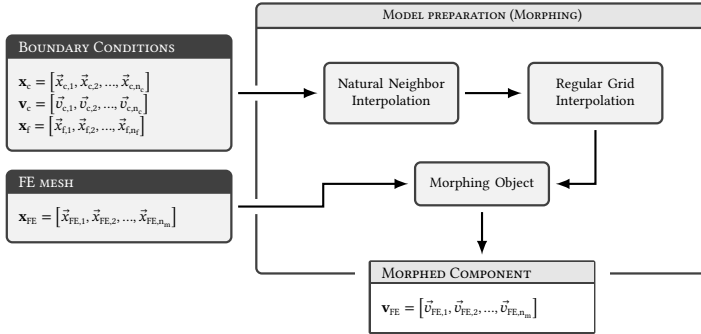 MODEL PREPARATION (MORPHING)
BOUNDARY CONDITIONS
𝐱_c = [x⃗_c,1, x⃗_c,2, ..., x⃗_c,n_c]
𝐯_c = [v⃗_c,1, v⃗_c,2, ..., v⃗_c,n_c]
𝐱_f = [x⃗_f,1, x⃗_f,2, ..., x⃗_f,n_f]
Natural Neighbor
Interpolation
Regular Grid
Interpolation
FE MESH
𝐱_FE = [x⃗_FE,1, x⃗_FE,2, ..., x⃗_FE,n_m]
Morphing Object
MORPHED COMPONENT
𝐯_FE = [v⃗_FE,1, v⃗_FE,2, ..., v⃗_FE,n_m]